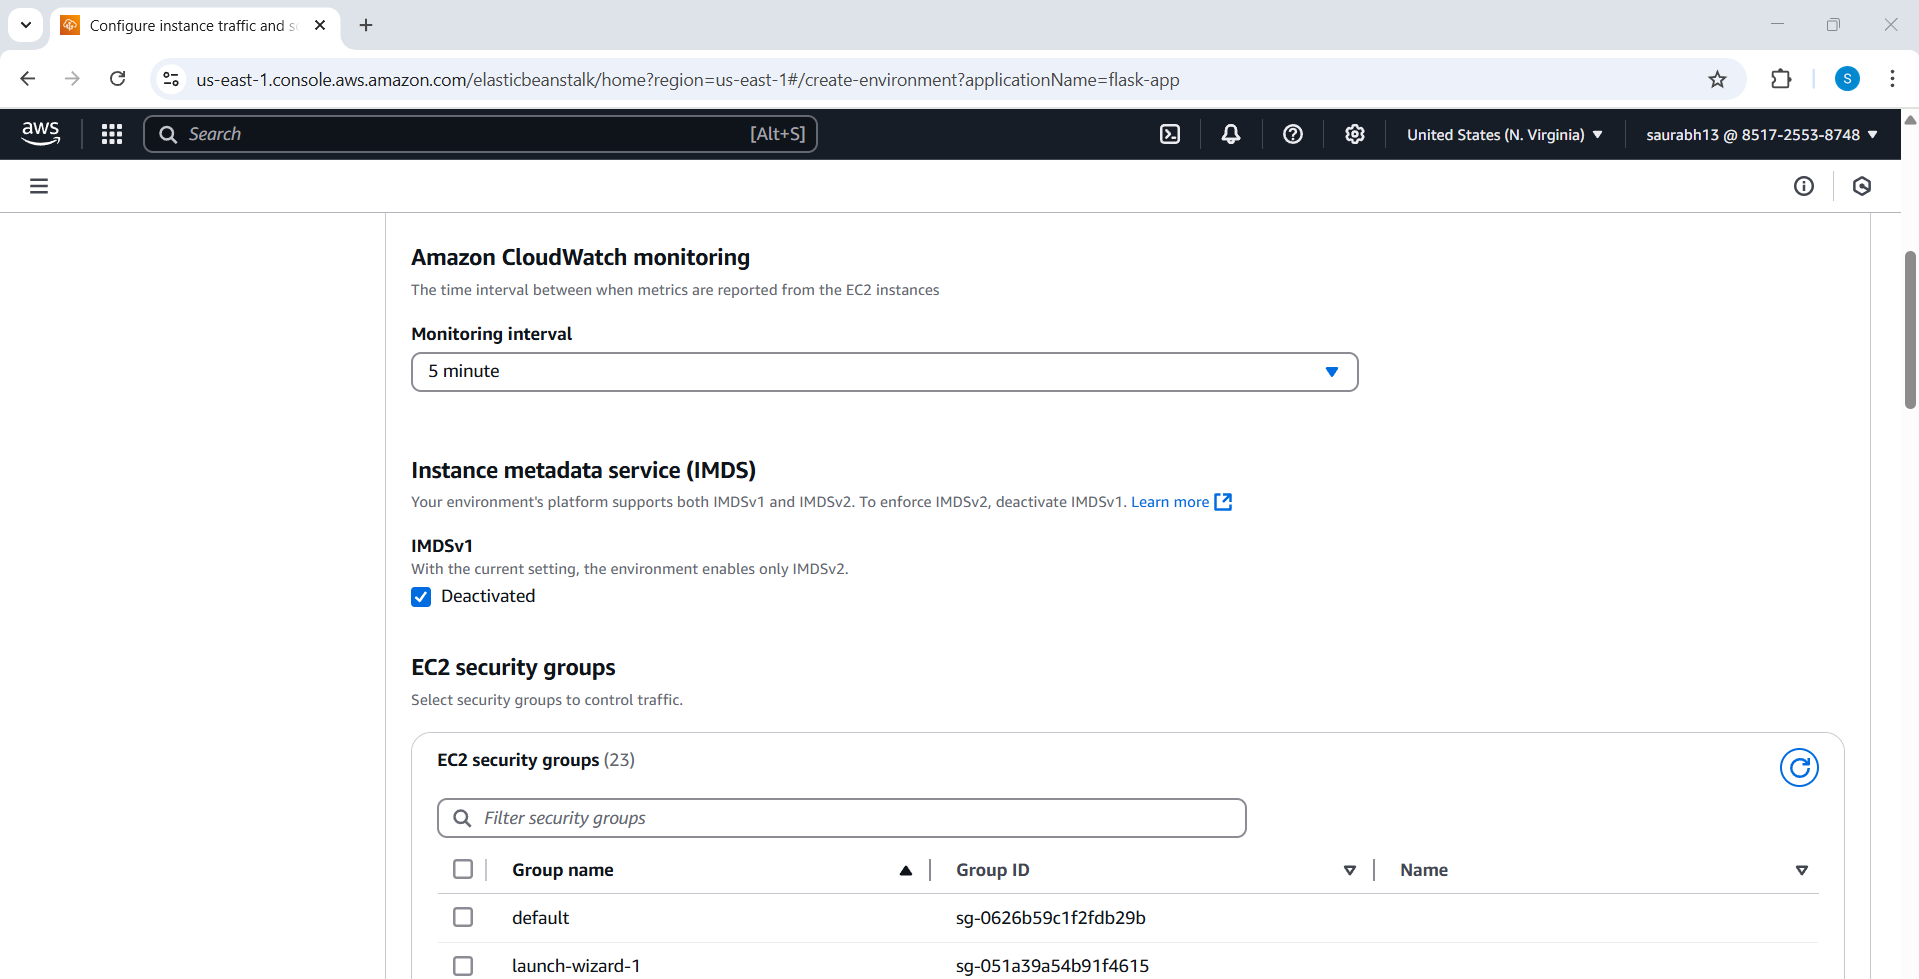 Configure instance traffic and s
us-east-1.console.aws.amazon.com/elasticbeanstalk/home?region=us-east-1#/create-environment?applicationName=flask-app
S
aws
Search
[Alt+S]
United States (N. Virginia)
saurabh13 @ 8517-2553-8748
Amazon CloudWatch monitoring
The time interval between when metrics are reported from the EC2 instances
Monitoring interval
5 minute
Instance metadata service (IMDS)
Your environment's platform supports both IMDSv1 and IMDSv2. To enforce IMDSv2, deactivate IMDSv1. Learn more
IMDSv1
With the current setting, the environment enables only IMDSv2.
Deactivated
EC2 security groups
Select security groups to control traffic.
EC2 security groups (23)
Filter security groups
Group name Group ID Name
default sg-0626b59c1f2fdb29b
launch-wizard-1 sg-051a39a54b91f4615